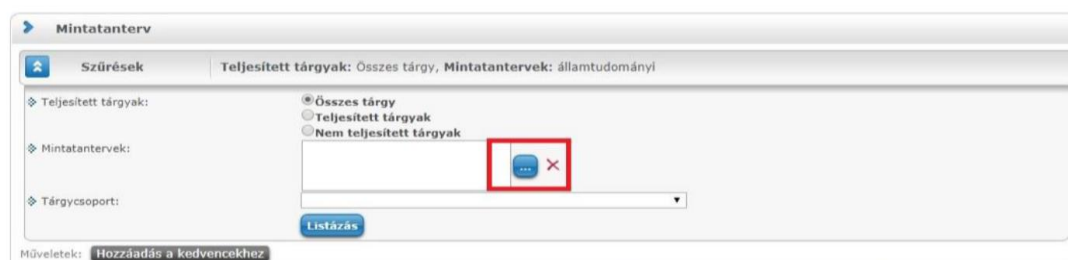 Mintatanterv
Szűrések Teljesített tárgyak: Összes tárgy, Mintatantervek: államtudományi
Teljesített tárgyak: Összes tárgy
Teljesített tárgyak
Nem teljesített tárgyak
Mintatantervek: ...
Tárgycsoport:
Listázás
Műveletek: Hozzáadás a kedvencekhez